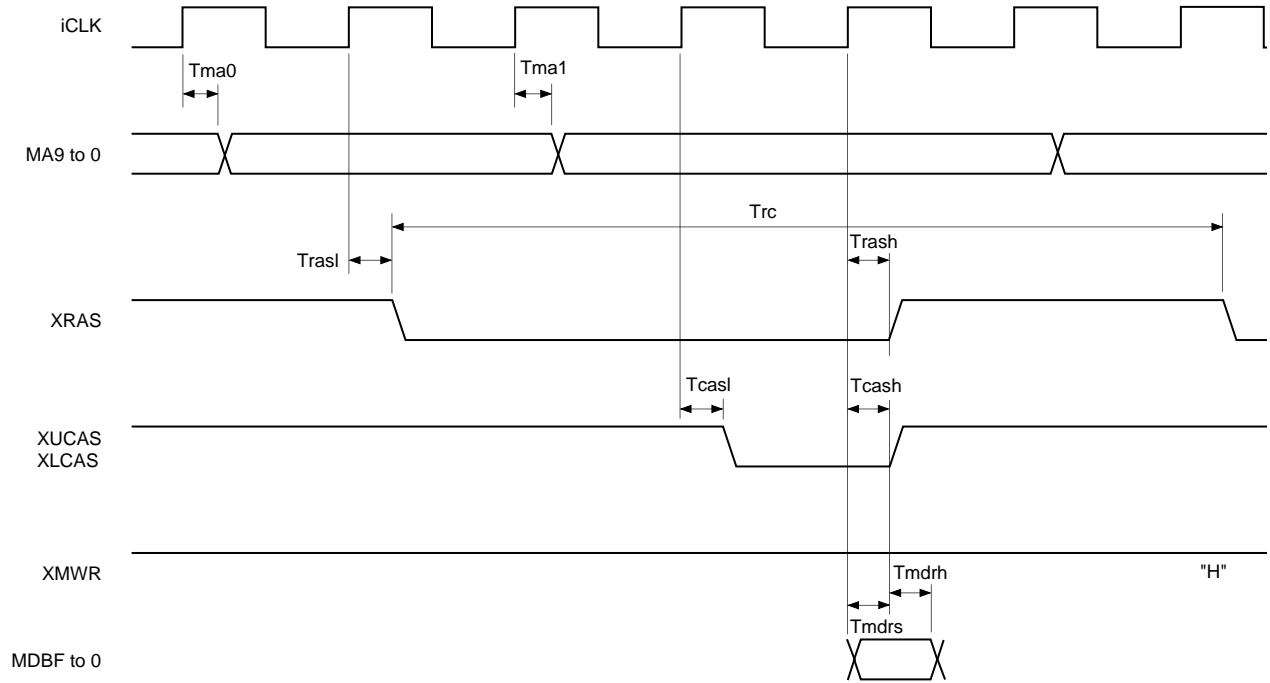 iCLK
Tma0
Tma1
MA9 to 0
Trc
Trasl
Trash
XRAS
Tcasl
Tcash
XUCAS
XLCAS
XMWR
Tmdrh
"H"
Tmdrs
MDBF to 0